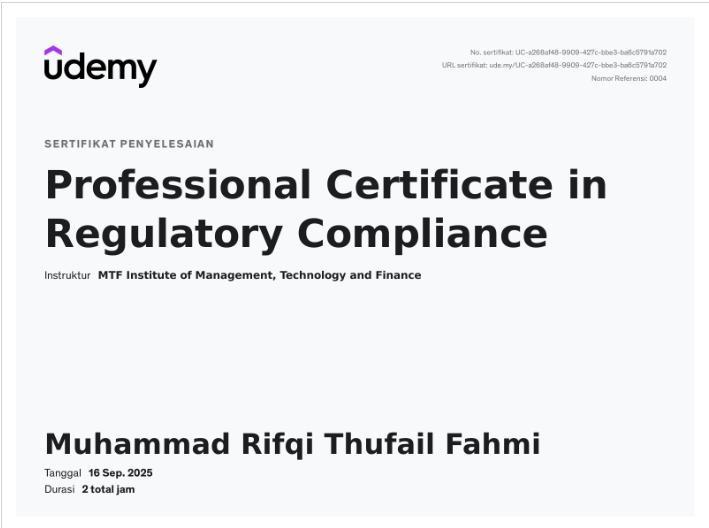 udemy
No. sertifikat: UC-a268af48-9909-427c-bbe3-ba6c5791a702
URL sertifikat: ude.my/UC-a268af48-9909-427c-bbe3-ba6c5791a702
Nomor Referensi: 0004
SERTIFIKAT PENYELESAIAN
Professional Certificate in
Regulatory Compliance
Instruktur MTF Institute of Management, Technology and Finance
Muhammad Rifqi Thufail Fahmi
Tanggal 16 Sep. 2025
Durasi 2 total jam